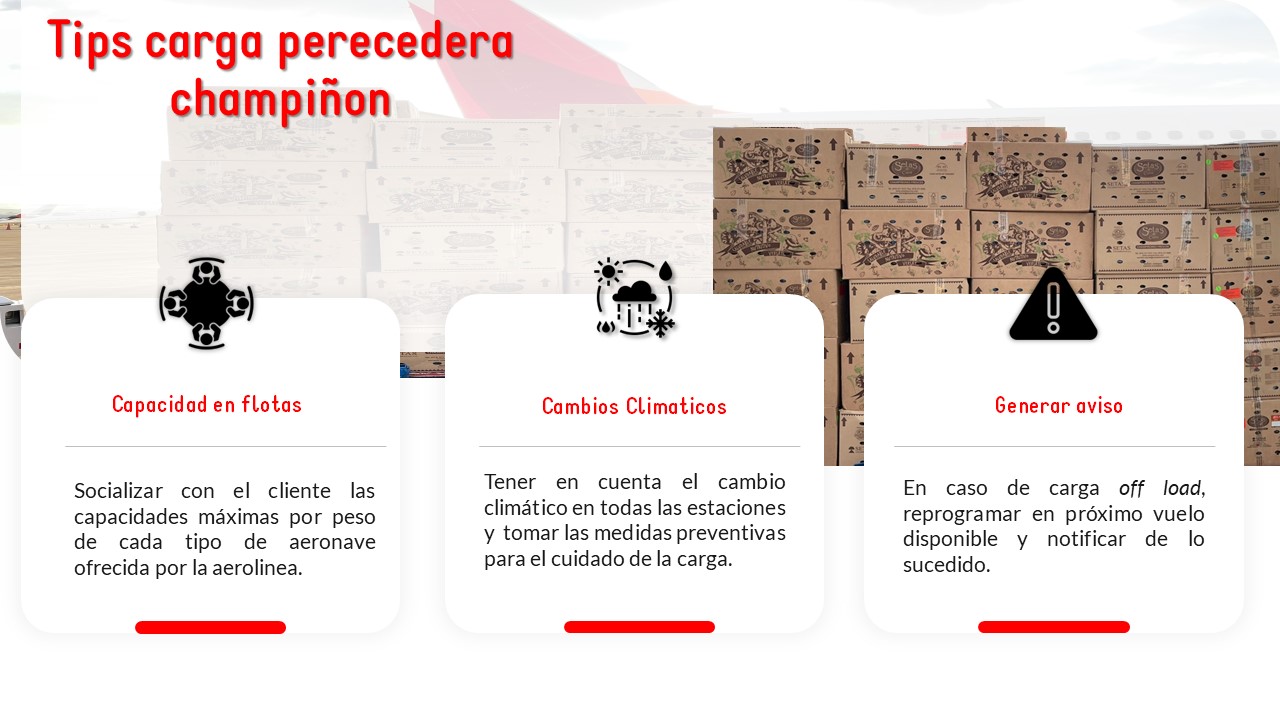 Tips carga perecedera
champiñon
Capacidad en flotas
Socializar con el cliente las
capacidades máximas por peso
de cada tipo de aeronave
ofrecida por la aerolinea.
Cambios Climaticos
Tener en cuenta el cambio
climático en todas las estaciones
y tomar las medidas preventivas
para el cuidado de la carga.
Generar aviso
En caso de carga off load,
reprogramar en próximo vuelo
disponible y notificar de lo
sucedido.
SETAS